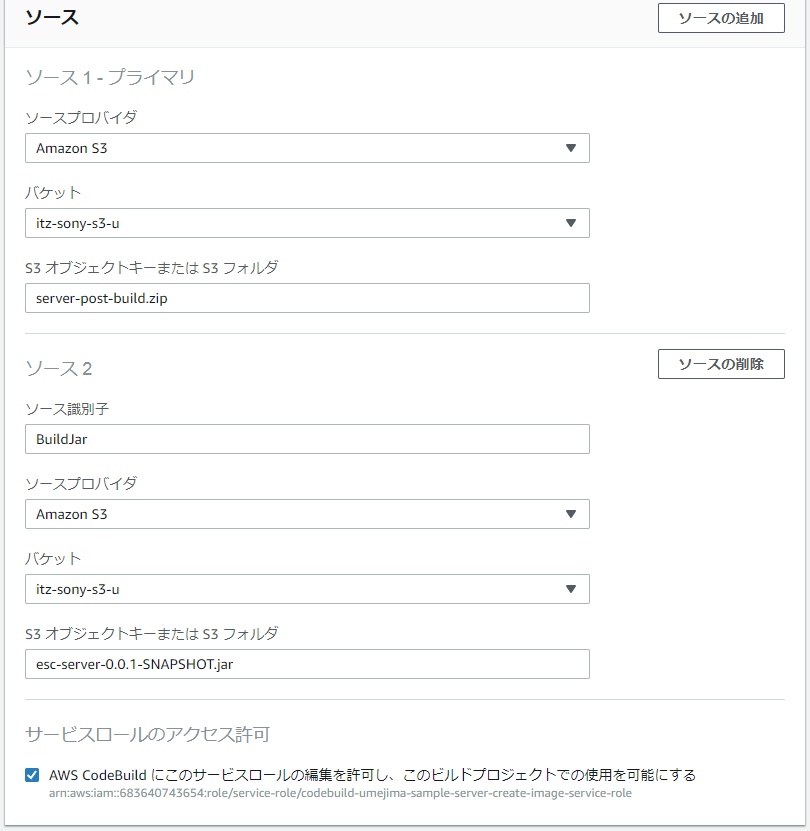 ソース
ソースの追加
ソース 1 - プライマリ
ソースプロバイダ
Amazon S3
バケット
itz-sony-s3-u
S3 オブジェクトキーまたは S3 フォルダ
server-post-build.zip
ソース 2
ソースの削除
ソース識別子
BuildJar
ソースプロバイダ
Amazon S3
バケット
itz-sony-s3-u
S3 オブジェクトキーまたは S3 フォルダ
esc-server-0.0.1-SNAPSHOT.jar
サービスロールのアクセス許可
AWS CodeBuild にこのサービスロールの編集を許可し、このビルドプロジェクトでの使用を可能にする
arn:aws:iam::683640743654:role/service-role/codebuild-umejima-sample-server-create-image-service-role